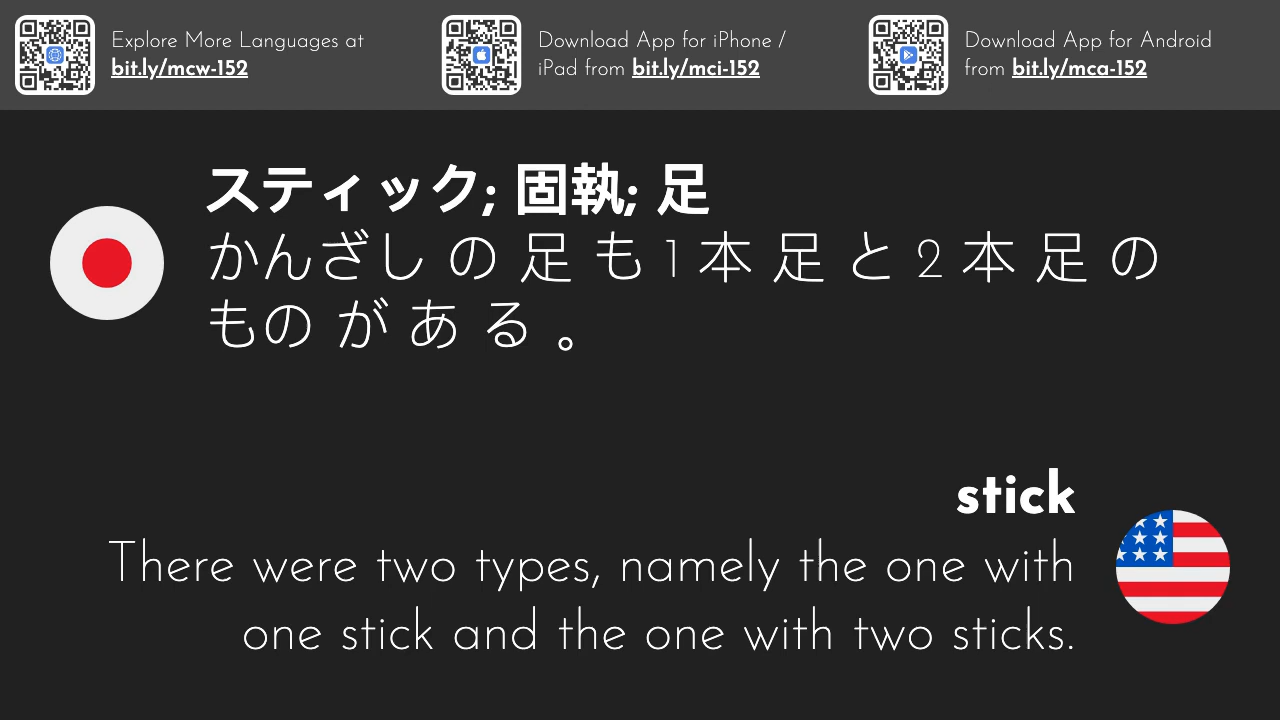 Explore More Languages at
bit.ly/mcw-152
Download App for iPhone /
iPad from bit.ly/mci-152
Download App for Android
from bit.ly/mca-152
スティック; 固執; 足
かんざし の 足 も 1 本 足 と 2 本 足 の
もの が ある 。
stick
There were two types, namely the one with
one stick and the one with two sticks.